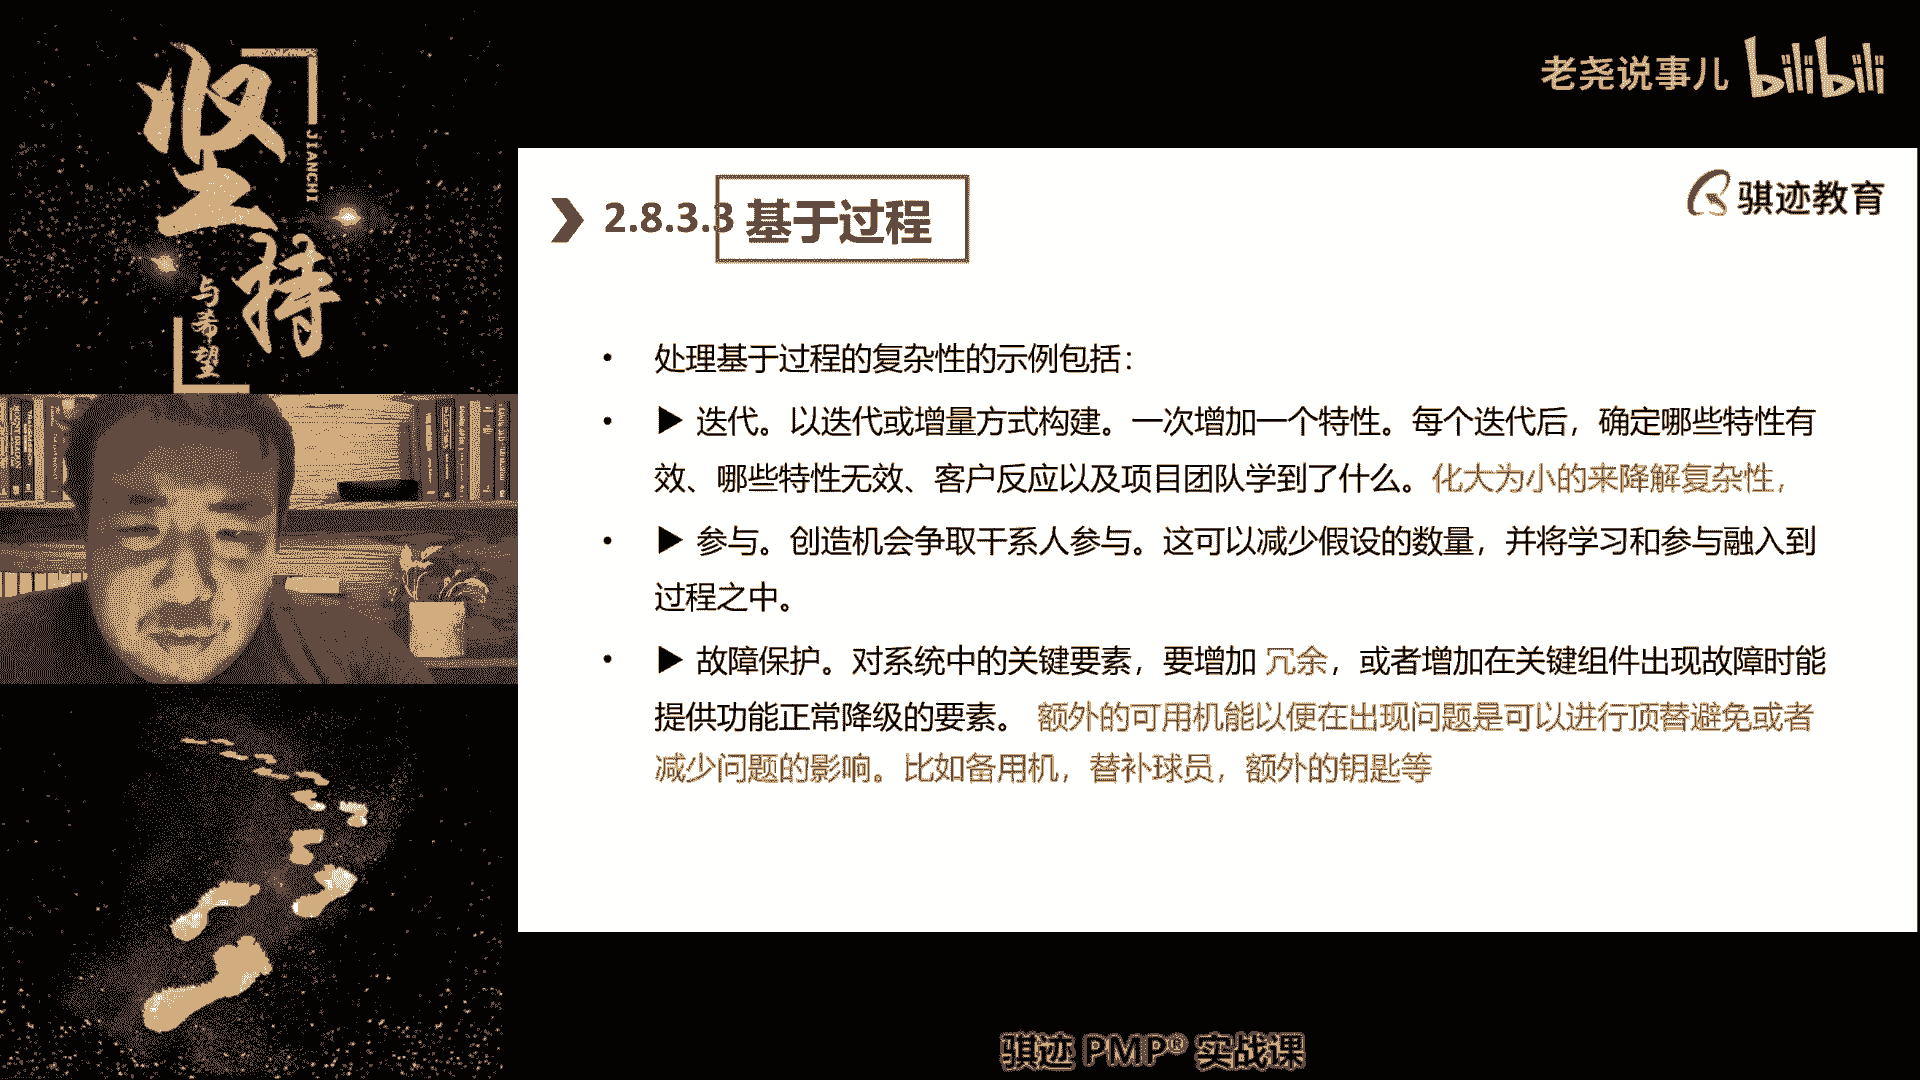 坚持
JIANCHI
与希望
老尧说事儿 bilibili
骐迹教育
2.8.3.3 基于过程
• 处理基于过程的复杂性的示例包括：
• ▶ 迭代。以迭代或增量方式构建。一次增加一个特性。每个迭代后，确定哪些特性有
效、哪些特性无效、客户反应以及项目团队学到了什么。化大为小的来降解复杂性，
• ▶ 参与。创造机会争取干系人参与。这可以减少假设的数量，并将学习和参与融入到
过程之中。
• ▶ 故障保护。对系统中的关键要素，要增加 冗余，或者增加在关键组件出现故障时能
提供功能正常降级的要素。 额外的可用机能以便在出现问题是可以进行顶替避免或者
减少问题的影响。比如备用机，替补球员，额外的钥匙等
骐迹 PMP® 实战课